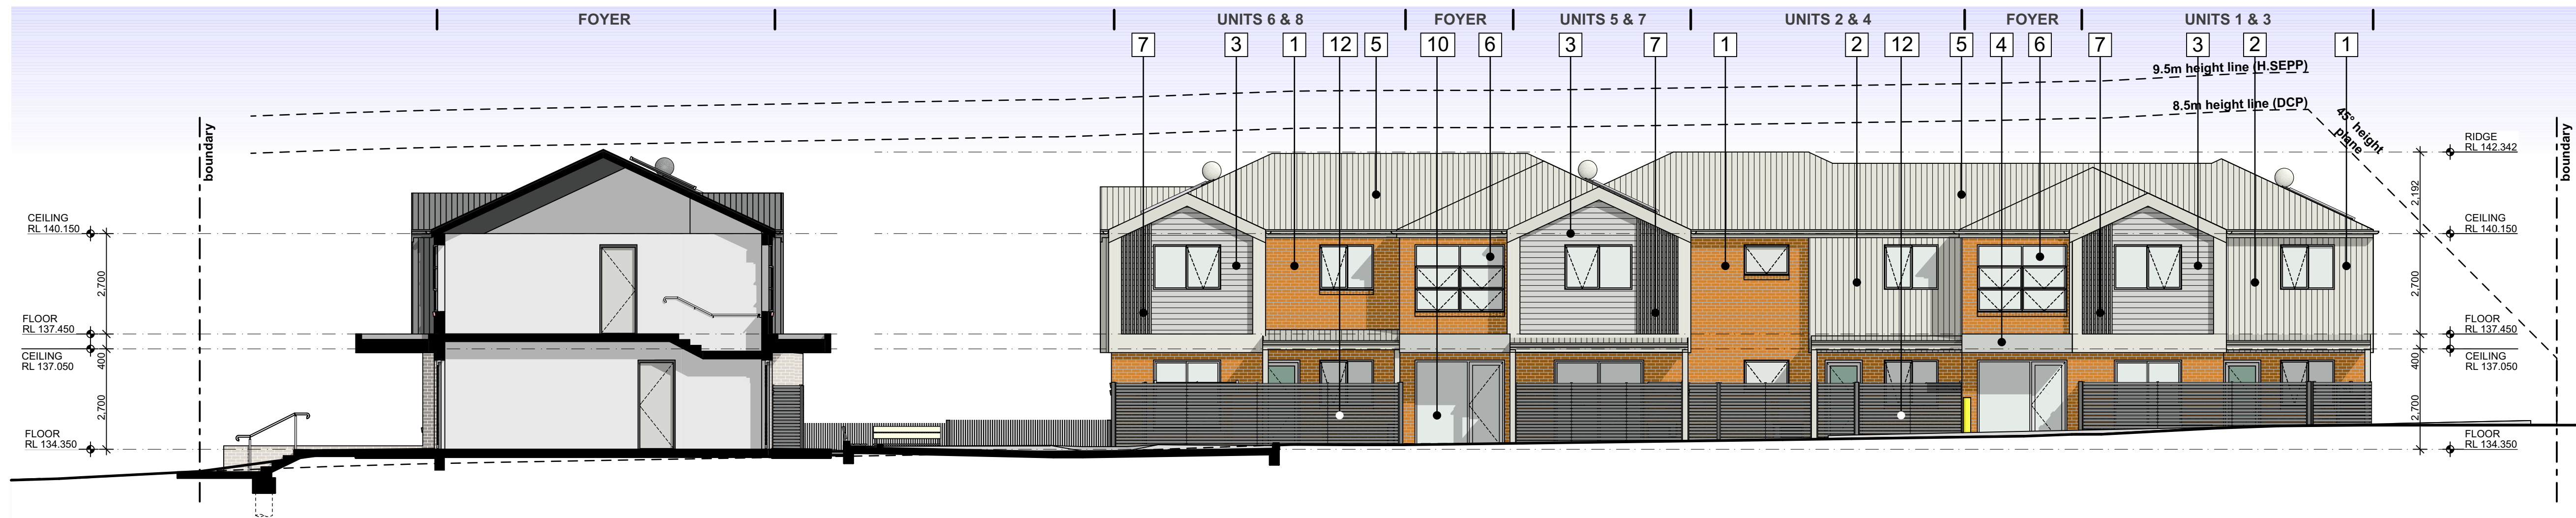 FOYER
UNITS 6 & 8
FOYER
UNITS 5 & 7
UNITS 2 & 4
FOYER
UNITS 1 & 3
7
3
1
12
5
10
6
3
7
1
2
12
5
4
6
7
3
2
1
9.5m height line (H.SEPP)
8.5m height line (DCP)
45° height
plane
boundary
boundary
CEILING
RL 140.150
FLOOR
RL 137.450
CEILING
RL 137.050
FLOOR
RL 134.350
2,700
400
2,700
RIDGE
RL 142.342
CEILING
RL 140.150
FLOOR
RL 137.450
CEILING
RL 137.050
FLOOR
RL 134.350
2,192
2,700
400
2,700